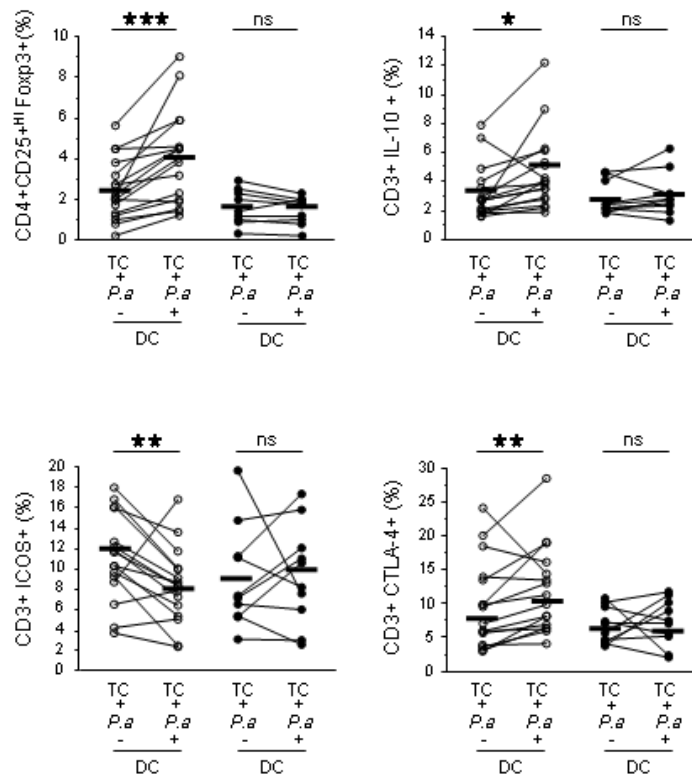 ★★★ ns
CD4+CD25+HI Foxp3+(%)
10
8
6
4
2
0
TC TC TC TC
+ + + +
P.a P.a P.a P.a
- + - +
DC DC
★ ns
CD3+ IL-10 + (%)
14
12
10
8
6
4
2
0
TC TC TC TC
+ + + +
P.a P.a P.a P.a
- + - +
DC DC
★★ ns
CD3+ ICOS+ (%)
20
18
16
14
12
10
8
6
4
2
0
TC TC TC TC
+ + + +
P.a P.a P.a P.a
- + - +
DC DC
★★ ns
CD3+ CTLA-4+ (%)
30
25
20
15
10
5
0
TC TC TC TC
+ + + +
P.a P.a P.a P.a
- + - +
DC DC